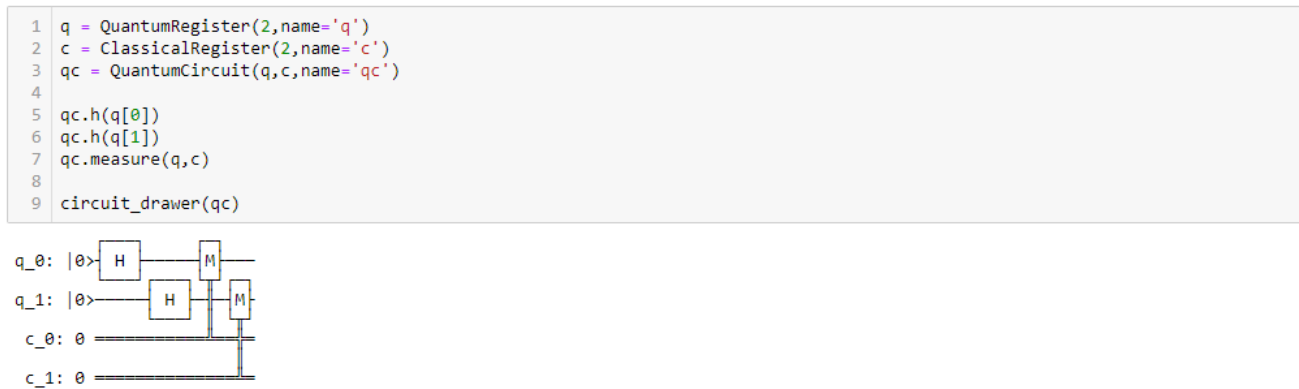 1 q = QuantumRegister(2,name='q')
2 c = ClassicalRegister(2,name='c')
3 qc = QuantumCircuit(q,c,name='qc')
4
5 qc.h(q[0])
6 qc.h(q[1])
7 qc.measure(q,c)
8
9 circuit_drawer(qc)
q_0: |0> H M
q_1: |0> H M
c_0: 0
c_1: 0